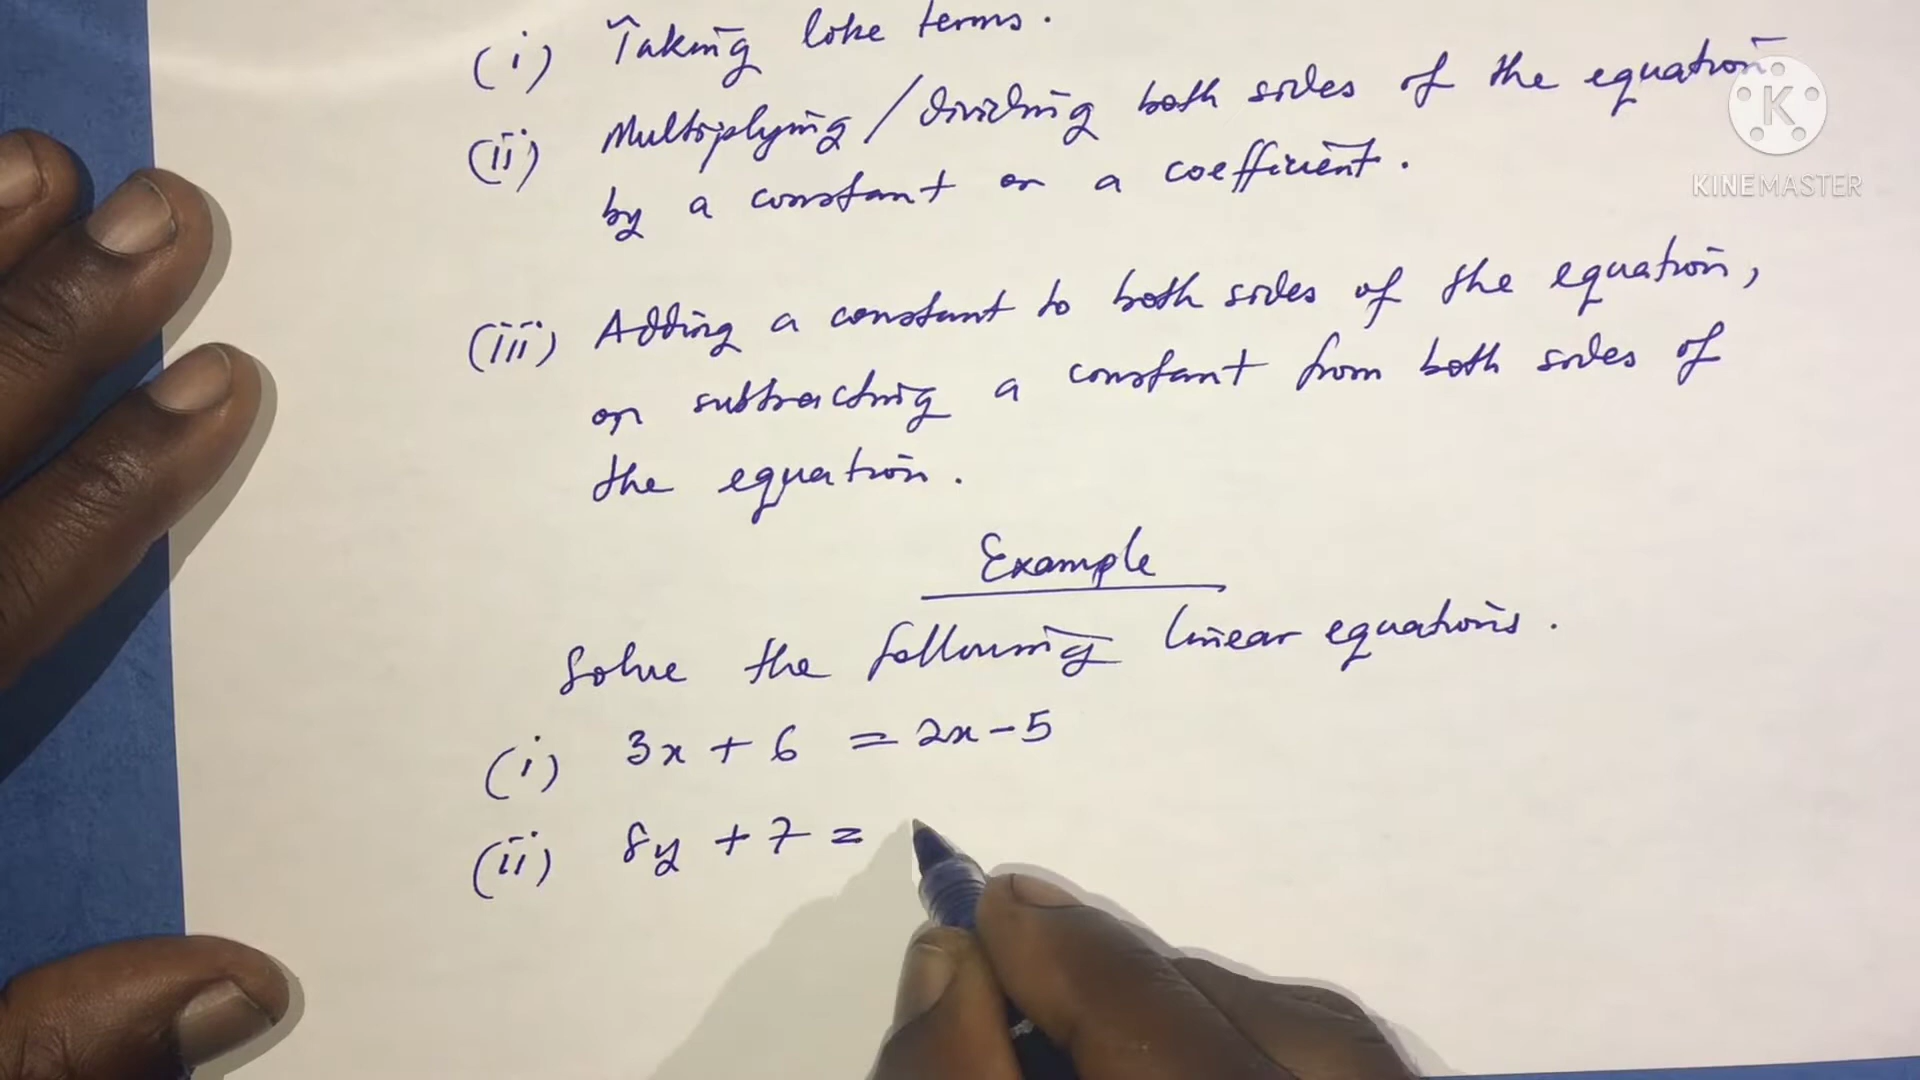 (i) Taking like terms.
(ii) Multiplying/dividing both sides of the equation
by a constant or a coefficient.
(iii) Adding a constant to both sides of the equation,
or subtracting a constant from both sides of
the equation.
Example
Solve the following linear equations.
(i) 3x + 6 = 2x - 5
(ii) 8y + 7 =
K
KINEMASTER